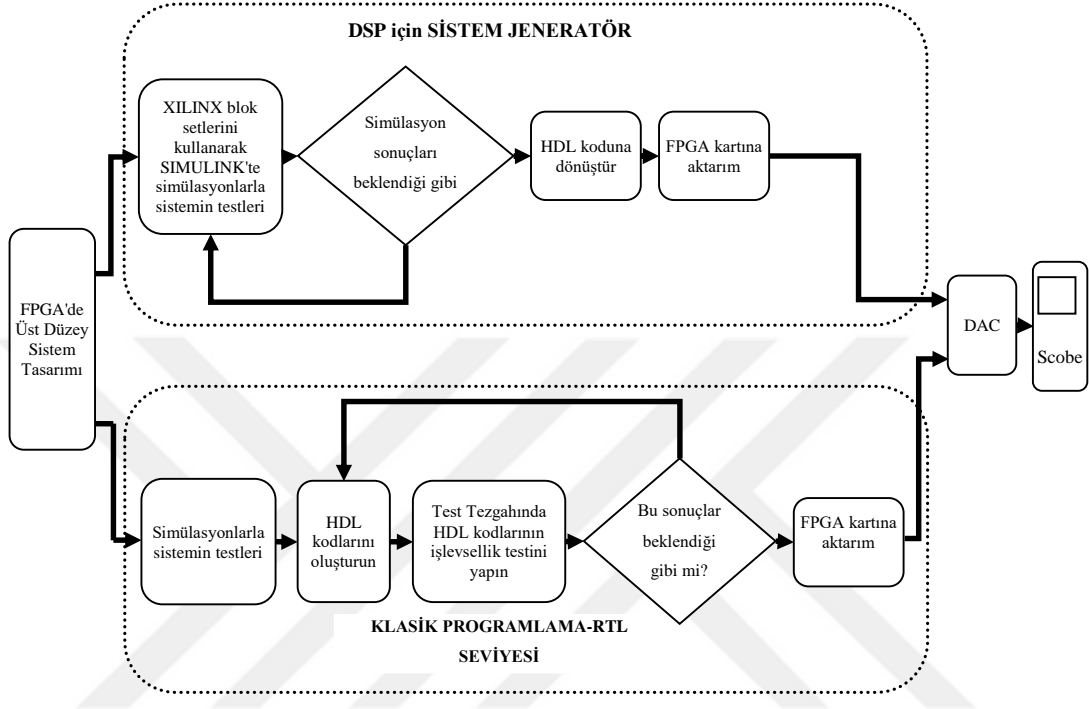 DSP için SİSTEM JENERATÖR
XILINX blok
setlerini
kullanarak
SIMULINK'te
simülasyonlarla
sistemin testleri
Simülasyon
sonuçları
beklendiği gibi
HDL koduna
dönüştür
FPGA kartına
aktarım
FPGA'de
Üst Düzey
Sistem
Tasarımı
DAC
Scobe
Simülasyonlarla
sistemin testleri
HDL
kodlarını
oluşturun
Test Tezgahında
HDL kodlarının
işlevsellik testini
yapın
Bu sonuçlar
beklendiği
gibi mi?
FPGA kartına
aktarım
KLASİK PROGRAMLAMA-RTL
SEVİYESİ